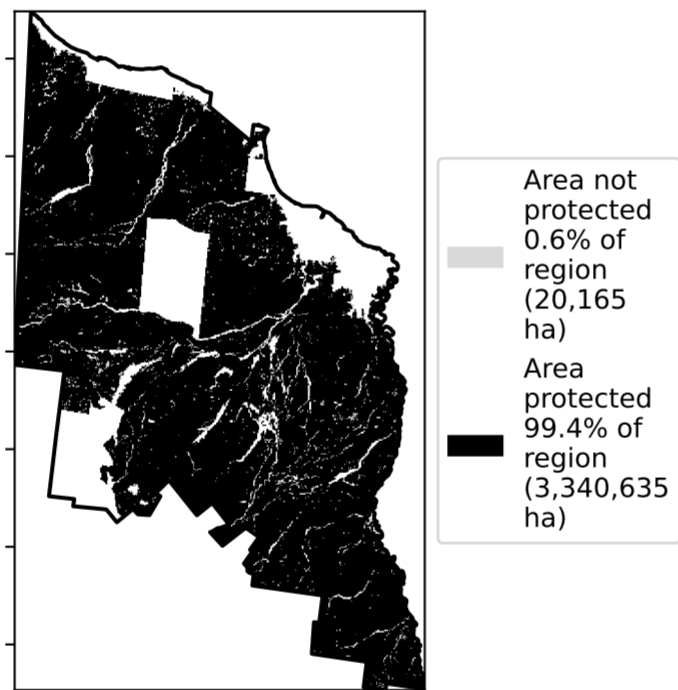 Area not
protected
0.6% of
region
(20,165
ha)
Area
protected
99.4% of
region
(3,340,635
ha)